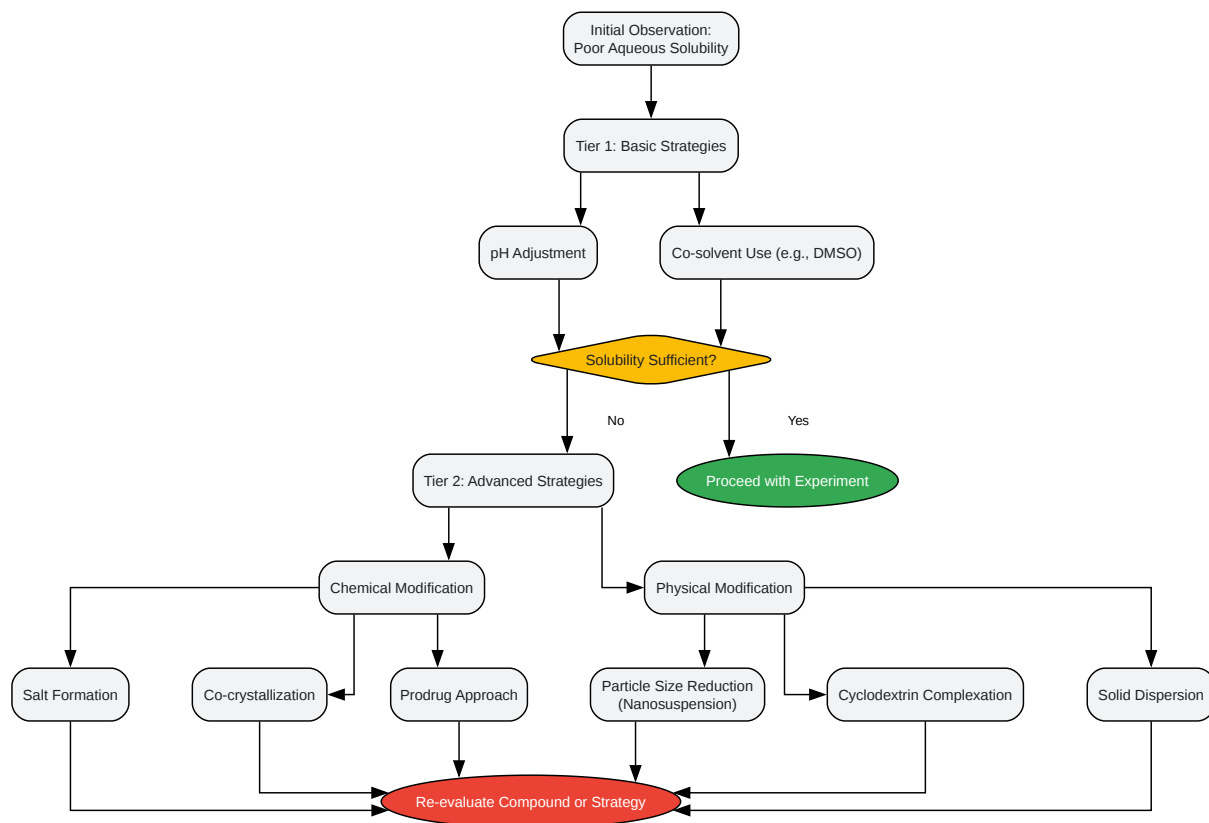 Initial Observation:
Poor Aqueous Solubility
Tier 1: Basic Strategies
pH Adjustment
Co-solvent Use (e.g., DMSO)
Solubility Sufficient?
No
Yes
Tier 2: Advanced Strategies
Proceed with Experiment
Chemical Modification
Physical Modification
Salt Formation
Co-crystallization
Prodrug Approach
Particle Size Reduction
(Nanosuspension)
Cyclodextrin Complexation
Solid Dispersion
Re-evaluate Compound or Strategy